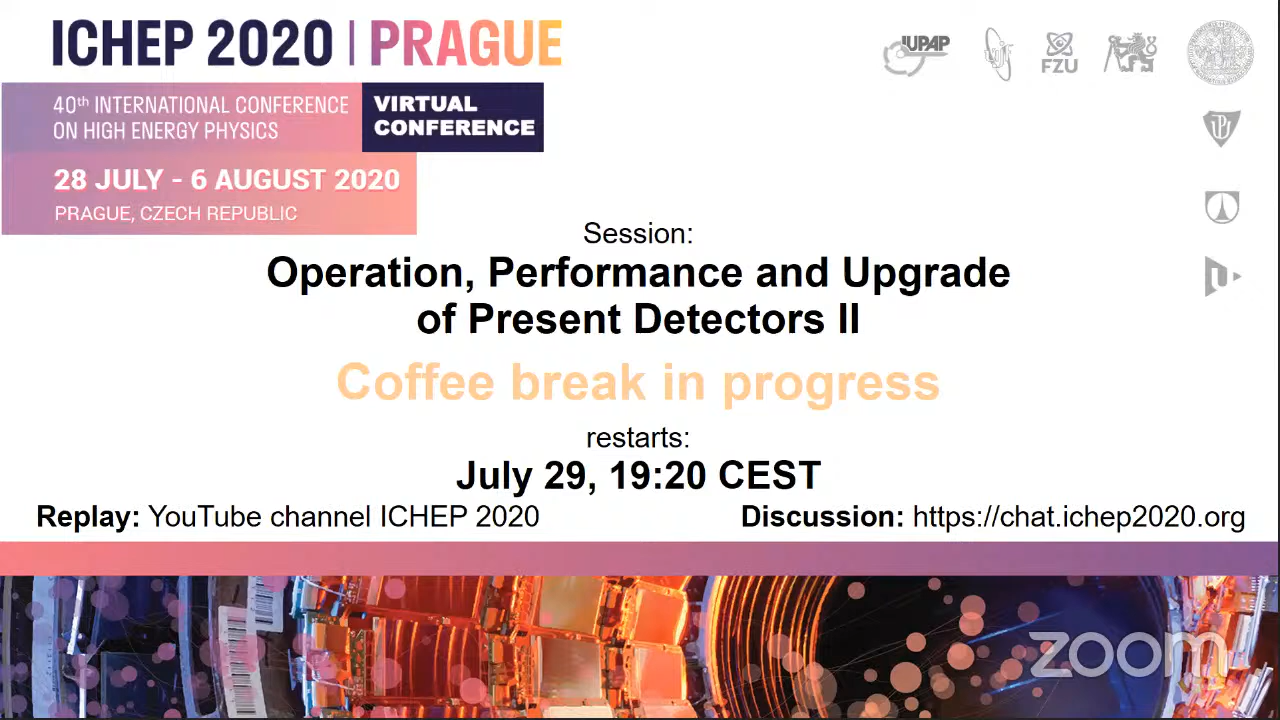 ICHEP 2020 | PRAGUE
IUPAP
FZU
40th INTERNATIONAL CONFERENCE
ON HIGH ENERGY PHYSICS
VIRTUAL
CONFERENCE
28 JULY - 6 AUGUST 2020
PRAGUE, CZECH REPUBLIC
Session:
Operation, Performance and Upgrade
of Present Detectors II
Coffee break in progress
restarts:
July 29, 19:20 CEST
Replay: YouTube channel ICHEP 2020
Discussion: https://chat.ichep2020.org
zoom